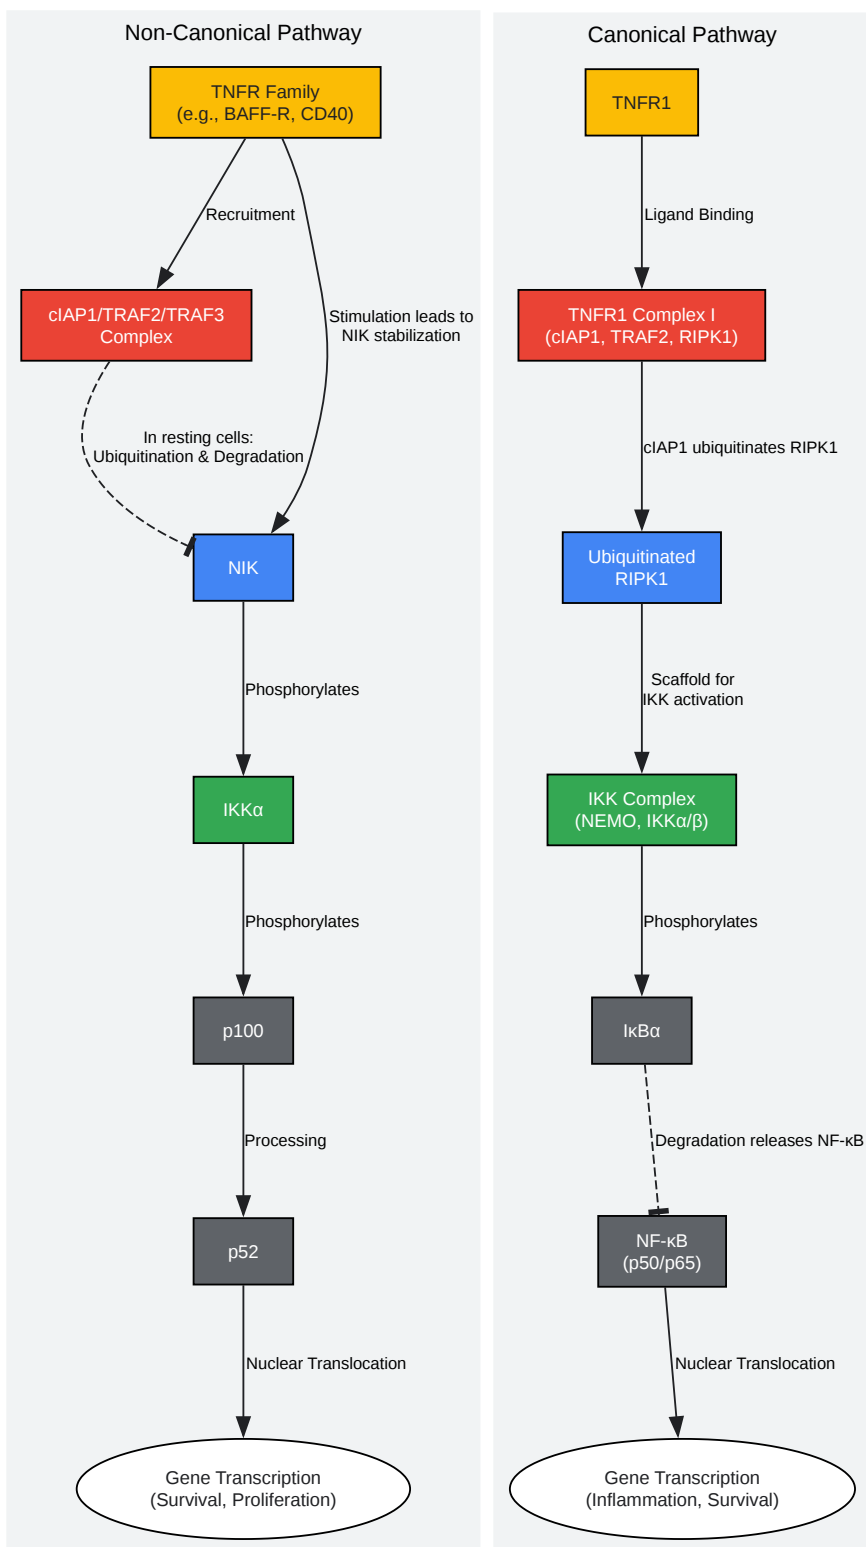 Non-Canonical Pathway
TNFR Family
(e.g., BAFF-R, CD40)
Recruitment
cIAP1/TRAF2/TRAF3
Complex
Stimulation leads to
NIK stabilization
In resting cells:
Ubiquitination & Degradation
NIK
Phosphorylates
IKKα
Phosphorylates
p100
Processing
p52
Nuclear Translocation
Gene Transcription
(Survival, Proliferation)
Canonical Pathway
TNFR1
Ligand Binding
TNFR1 Complex I
(cIAP1, TRAF2, RIPK1)
cIAP1 ubiquitinates RIPK1
Ubiquitinated
RIPK1
Scaffold for
IKK activation
IKK Complex
(NEMO, IKKα/β)
Phosphorylates
IκBα
Degradation releases NF-κB
NF-κB
(p50/p65)
Nuclear Translocation
Gene Transcription
(Inflammation, Survival)